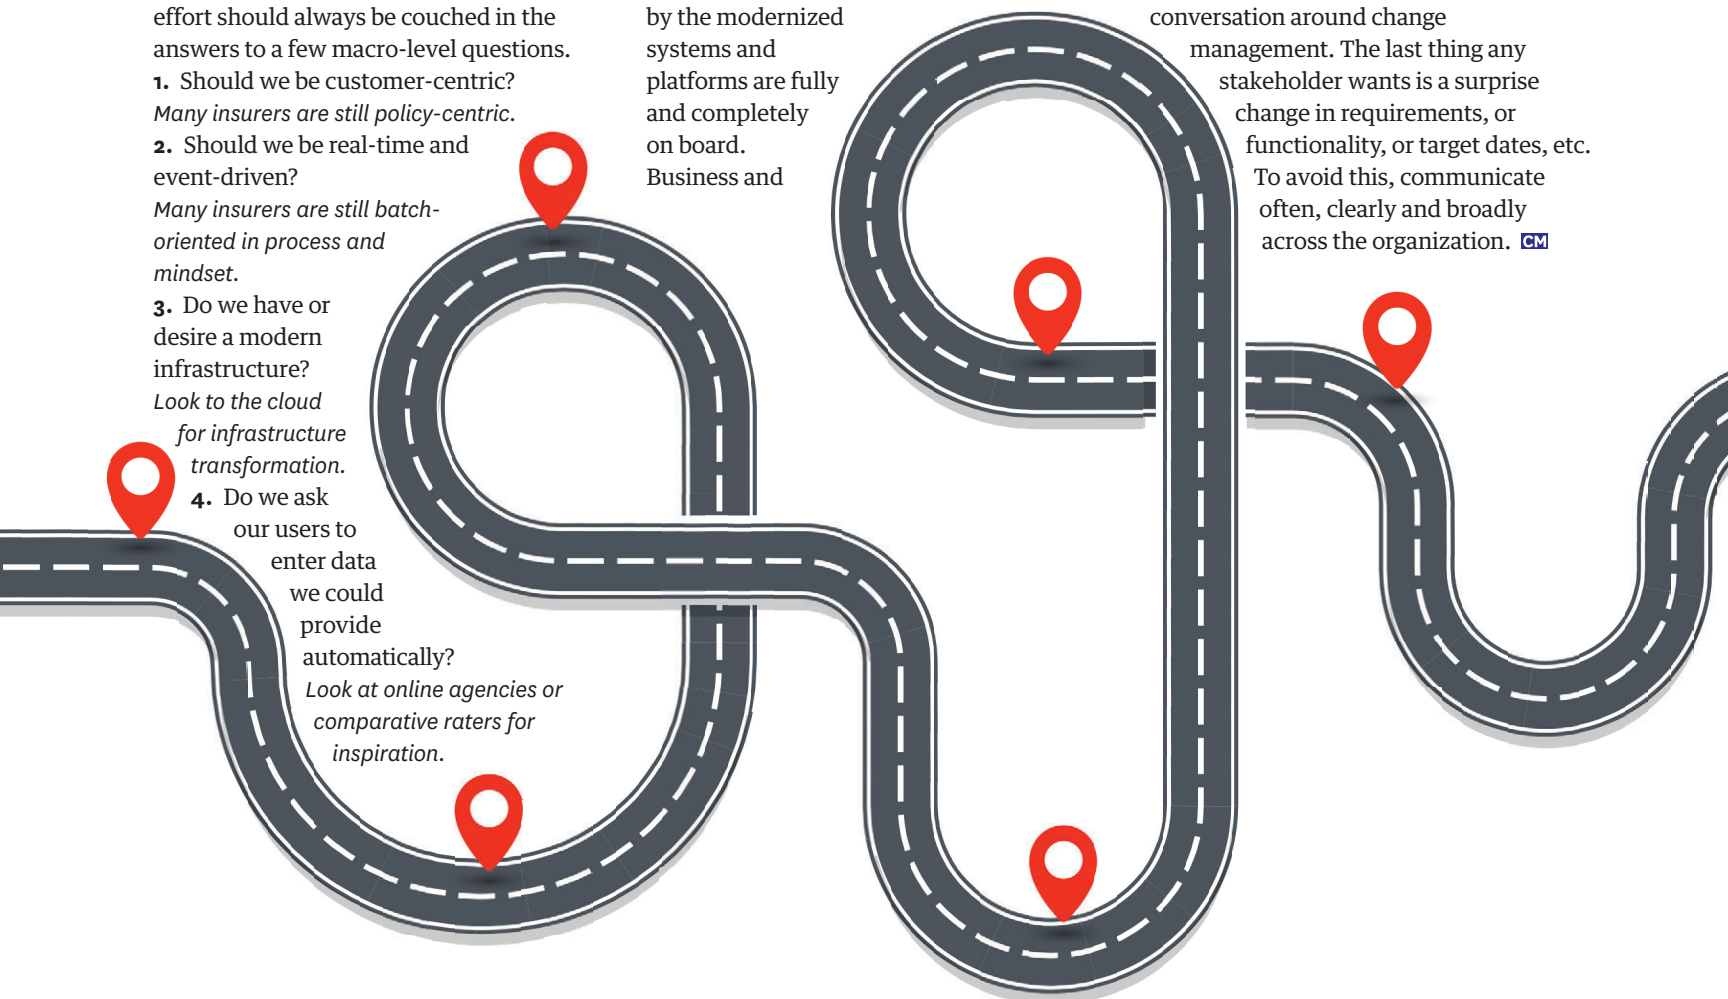 effort should always be couched in the
answers to a few macro-level questions.
1. Should we be customer-centric?
Many insurers are still policy-centric.
2. Should we be real-time and
event-driven?
Many insurers are still batch-
oriented in process and
mindset.
3. Do we have or
desire a modern
infrastructure?
Look to the cloud
for infrastructure
transformation.
4. Do we ask
our users to
enter data
we could
provide
automatically?
Look at online agencies or
comparative raters for
inspiration.
by the modernized
systems and
platforms are fully
and completely
on board.
Business and
conversation around change
management. The last thing any
stakeholder wants is a surprise
change in requirements, or
functionality, or target dates, etc.
To avoid this, communicate
often, clearly and broadly
across the organization. CM